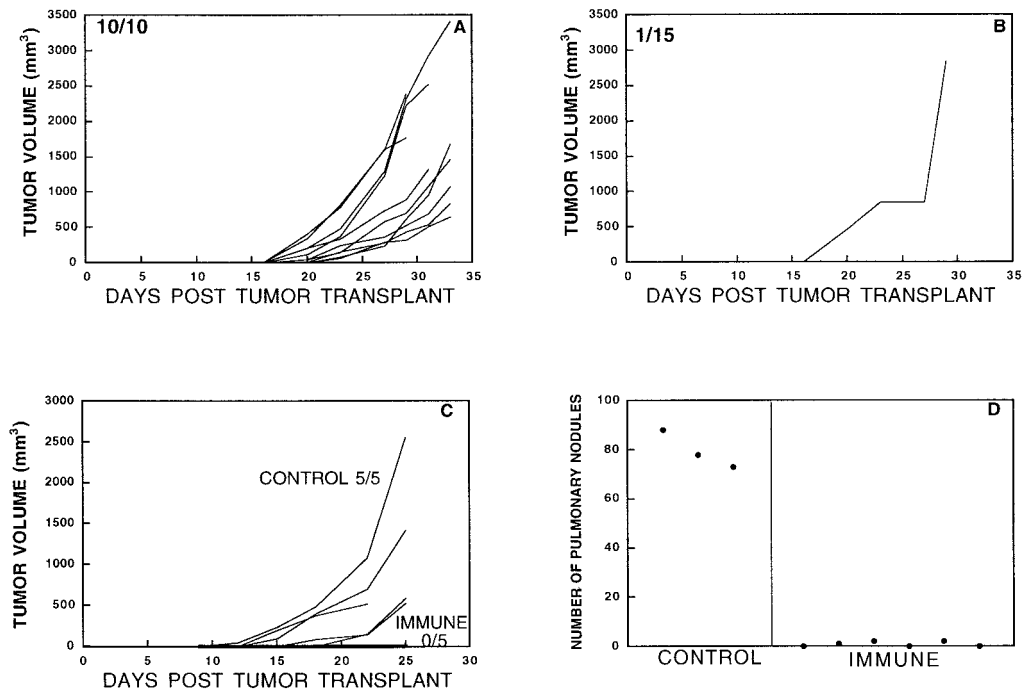 10/10
A
TUMOR VOLUME (mm³)
3500
3000
2500
2000
1500
1000
500
0
0 5 10 15 20 25 30 35
DAYS POST TUMOR TRANSPLANT
1/15
B
TUMOR VOLUME (mm³)
3500
3000
2500
2000
1500
1000
500
0
0 5 10 15 20 25 30 35
DAYS POST TUMOR TRANSPLANT
C
TUMOR VOLUME (mm³)
3000
2500
2000
1500
1000
500
0
CONTROL 5/5
IMMUNE
0/5
0 5 10 15 20 25 30
DAYS POST TUMOR TRANSPLANT
D
NUMBER OF PULMONARY NODULES
100
80
60
40
20
0
CONTROL IMMUNE